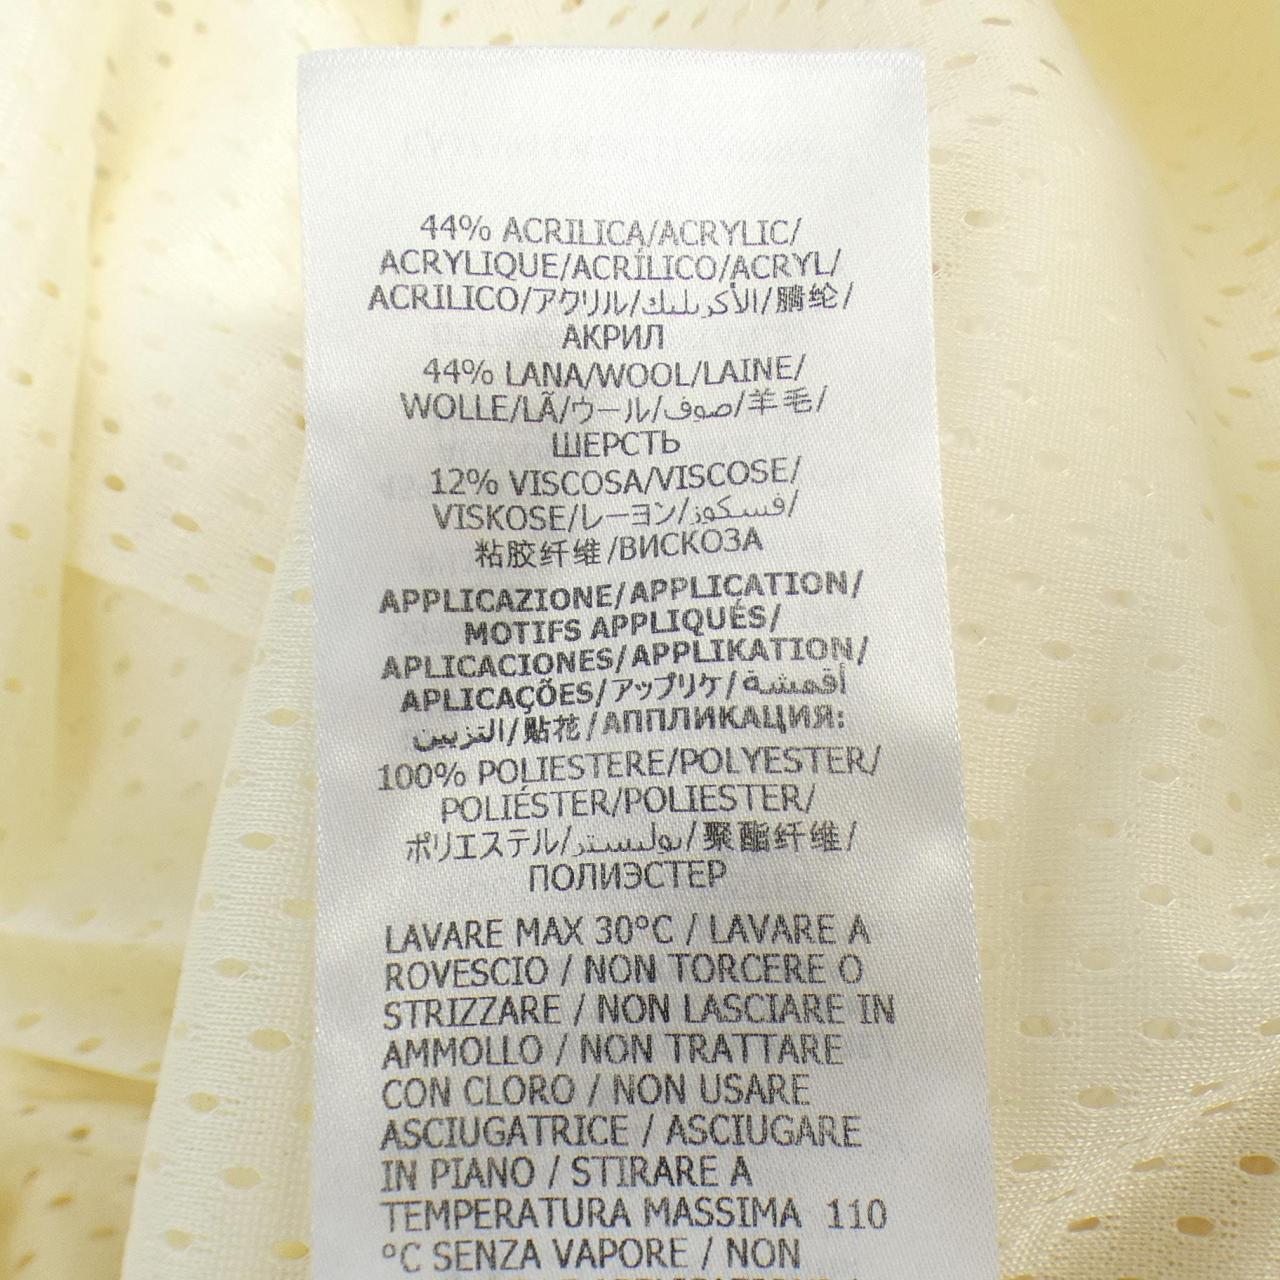 44% ACRILICA/ACRYLIC/
ACRYLIQUE/ACRÍLICO/ACRYL/
ACRILICO/アクリル/الأكريليك/腈纶/
АКРИЛ
44% LANA/WOOL/LAINE/
WOLLE/LÃ/ウール/صوف/羊毛/
ШЕРСТЬ
12% VISCOSA/VISCOSE/
VISKOSE/レーヨン/فسكوز/
粘胶纤维/ВИСКОЗА
APPLICAZIONE/APPLICATION/
MOTIFS APPLIQUÉS/
APLICACIONES/APPLIKATION/
APLICAÇÕES/アップリケ/أقمشة
التزيين/贴花/АППЛИКАЦИЯ:
100% POLIESTERE/POLYESTER/
POLIÉSTER/POLIESTER/
ポリエステル/بوليستر/聚酯纤维/
ПОЛИЭСТЕР
LAVARE MAX 30°C / LAVARE A
ROVESCIO / NON TORCERE O
STRIZZARE / NON LASCIARE IN
AMMOLLO / NON TRATTARE
CON CLORO / NON USARE
ASCIUGATRICE / ASCIUGARE
IN PIANO / STIRARE A
TEMPERATURA MASSIMA 110
°C SENZA VAPORE / NON